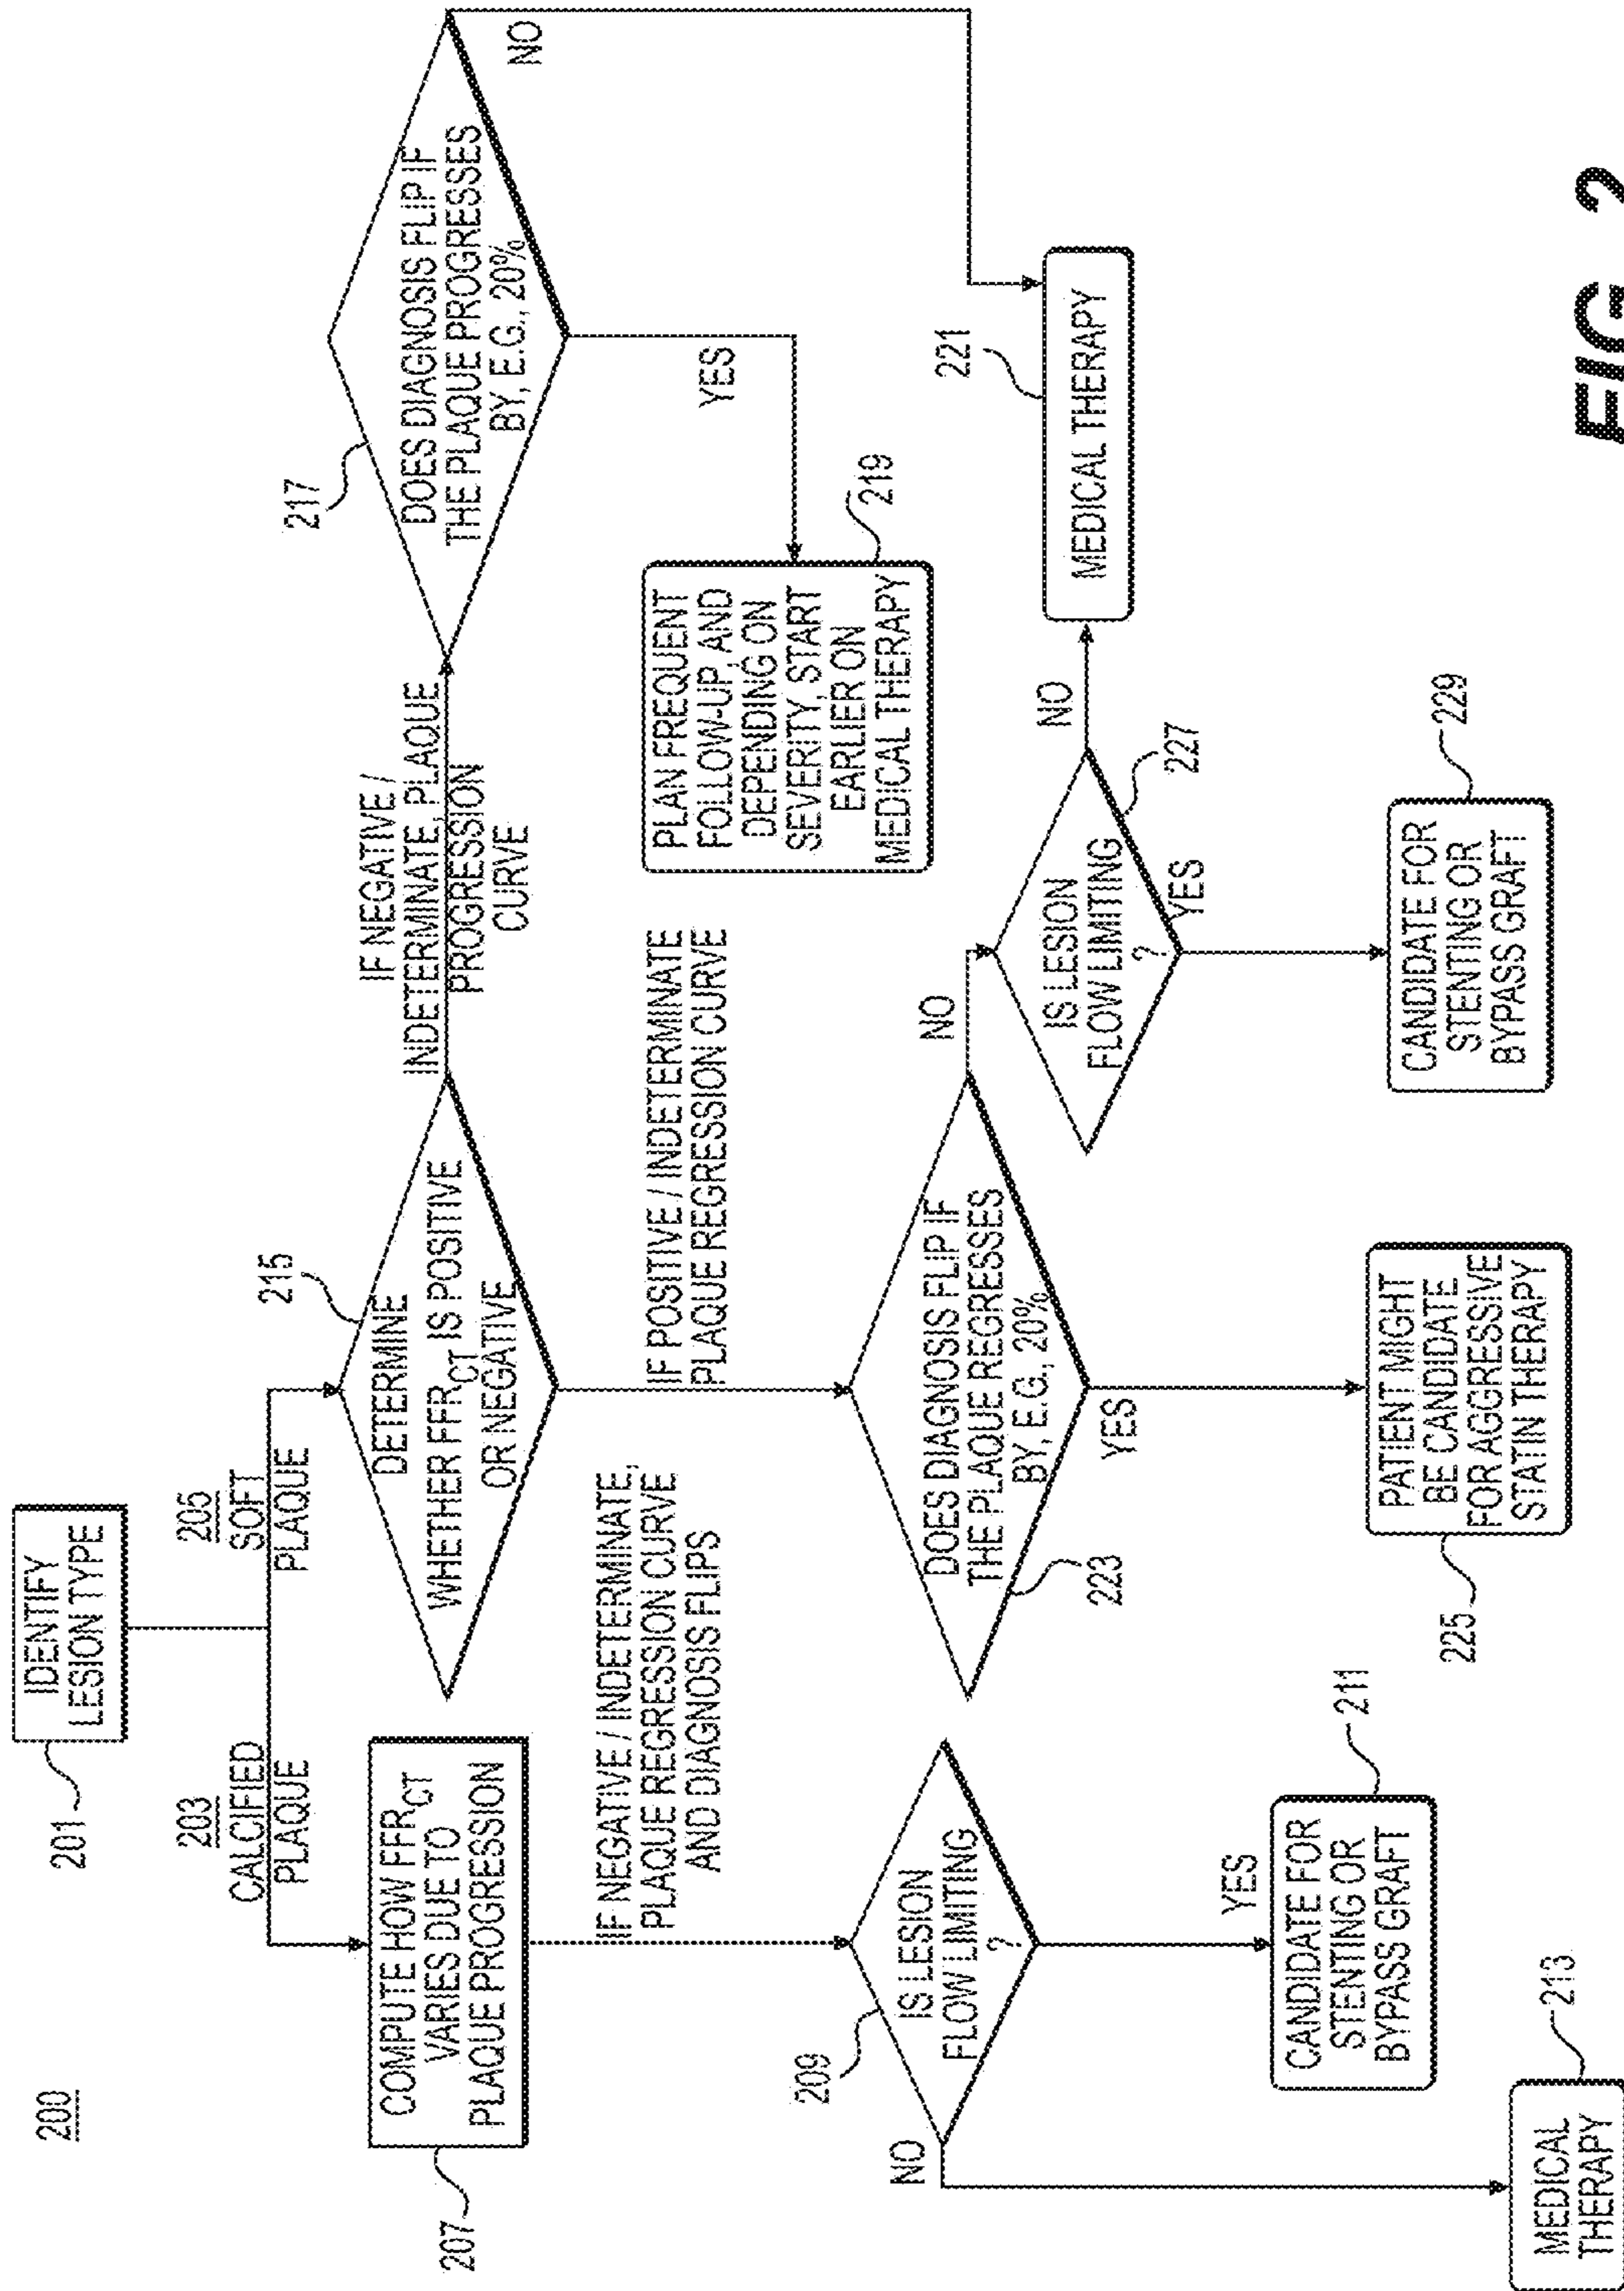 200
IDENTIFY
LESION TYPE
201
203
CALCIFIED
PLAQUE
205
SOFT
PLAQUE
COMPUTE HOW FFRCT
VARIES DUE TO
PLAQUE PROGRESSION
207
DETERMINE
WHETHER FFRCT IS POSITIVE
OR NEGATIVE
215
IF NEGATIVE /
INDETERMINATE, PLAQUE
PROGRESSION
CURVE
DOES DIAGNOSIS FLIP IF
THE PLAQUE PROGRESSES
BY, E.G., 20%
217
NO
YES
IF NEGATIVE / INDETERMINATE,
PLAQUE REGRESSION CURVE
AND DIAGNOSIS FLIPS
IF POSITIVE / INDETERMINATE
PLAQUE REGRESSION CURVE
PLAN FREQUENT
FOLLOW-UP, AND
DEPENDING ON
SEVERITY, START
EARLIER ON
MEDICAL THERAPY
219
IS LESION
FLOW LIMITING
?
209
NO
YES
DOES DIAGNOSIS FLIP IF
THE PLAQUE REGRESSES
BY, E.G., 20%
223
NO
YES
IS LESION
FLOW LIMITING
?
227
NO
YES
MEDICAL THERAPY
221
CANDIDATE FOR
STENTING OR
BYPASS GRAFT
211
PATIENT MIGHT
BE CANDIDATE
FOR AGGRESSIVE
STATIN THERAPY
225
CANDIDATE FOR
STENTING OR
BYPASS GRAFT
229
MEDICAL
THERAPY
213
FIG. 2